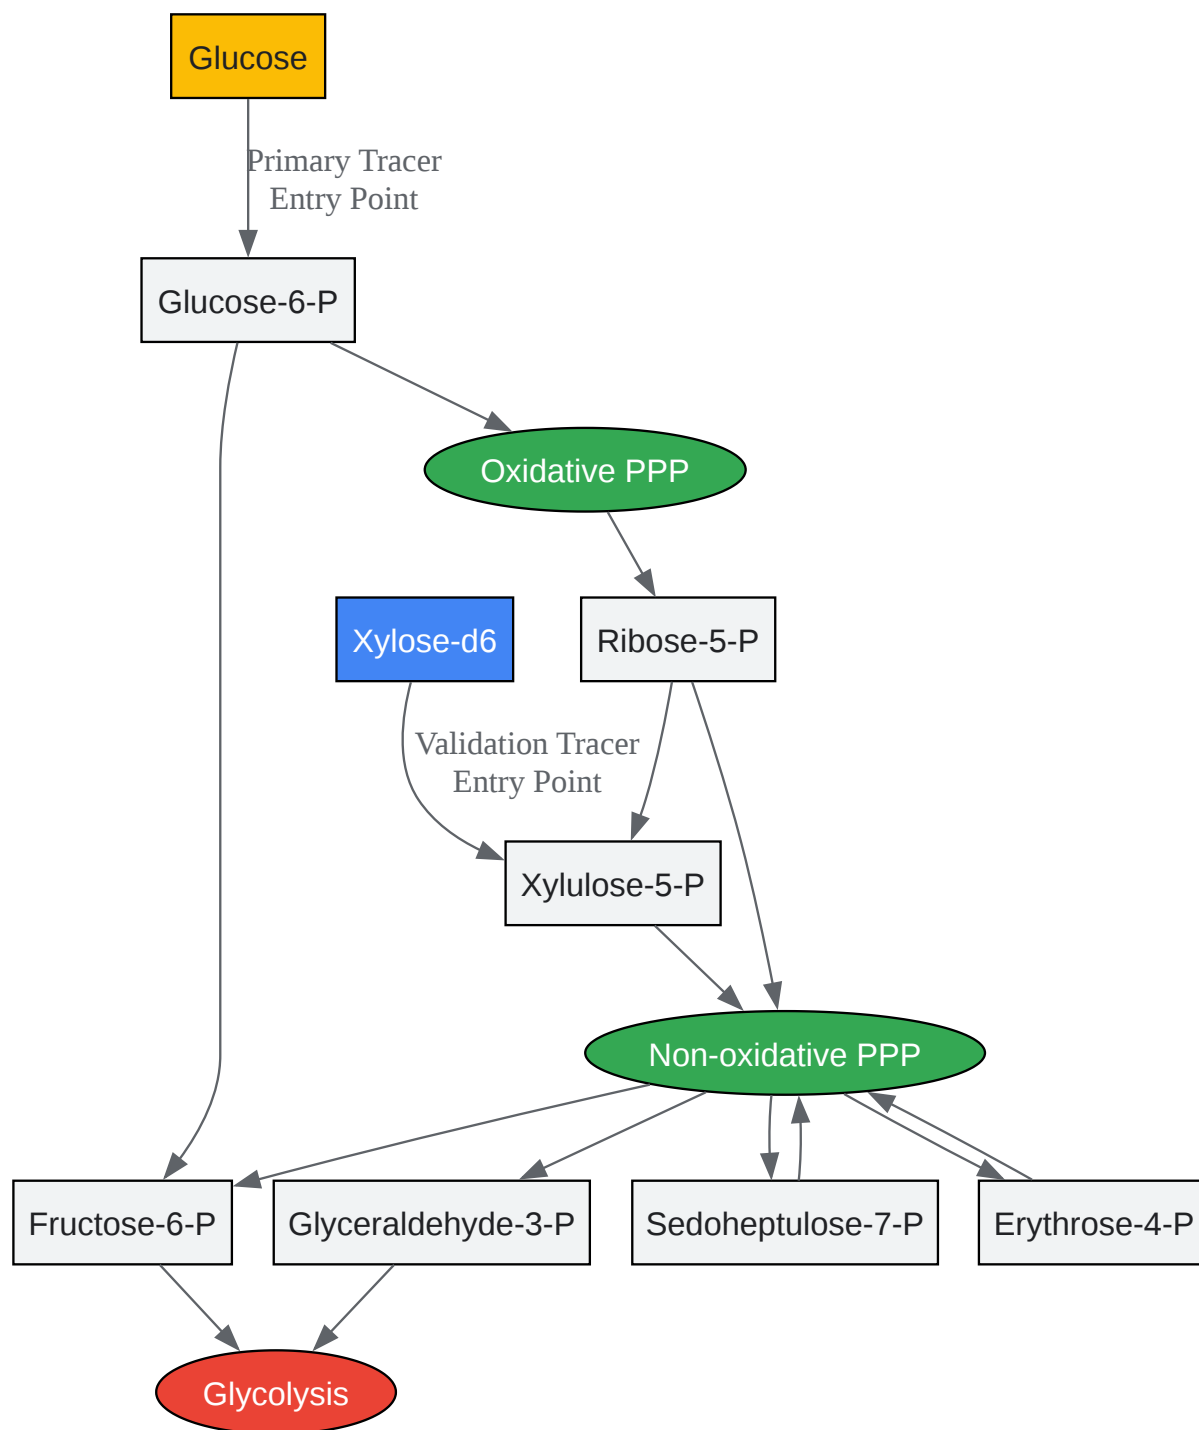 Glucose
Primary Tracer
Entry Point
Glucose-6-P
Oxidative PPP
Xylose-d6
Ribose-5-P
Validation Tracer
Entry Point
Xylulose-5-P
Non-oxidative PPP
Fructose-6-P
Glyceraldehyde-3-P
Sedoheptulose-7-P
Erythrose-4-P
Glycolysis